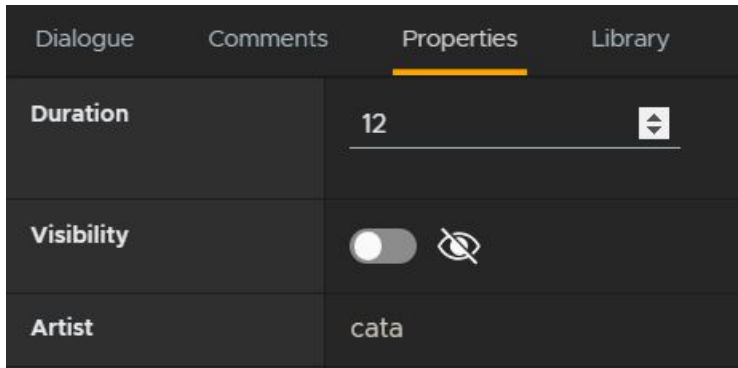 Dialogue Comments Properties Library
Duration 12
Visibility
Artist cata